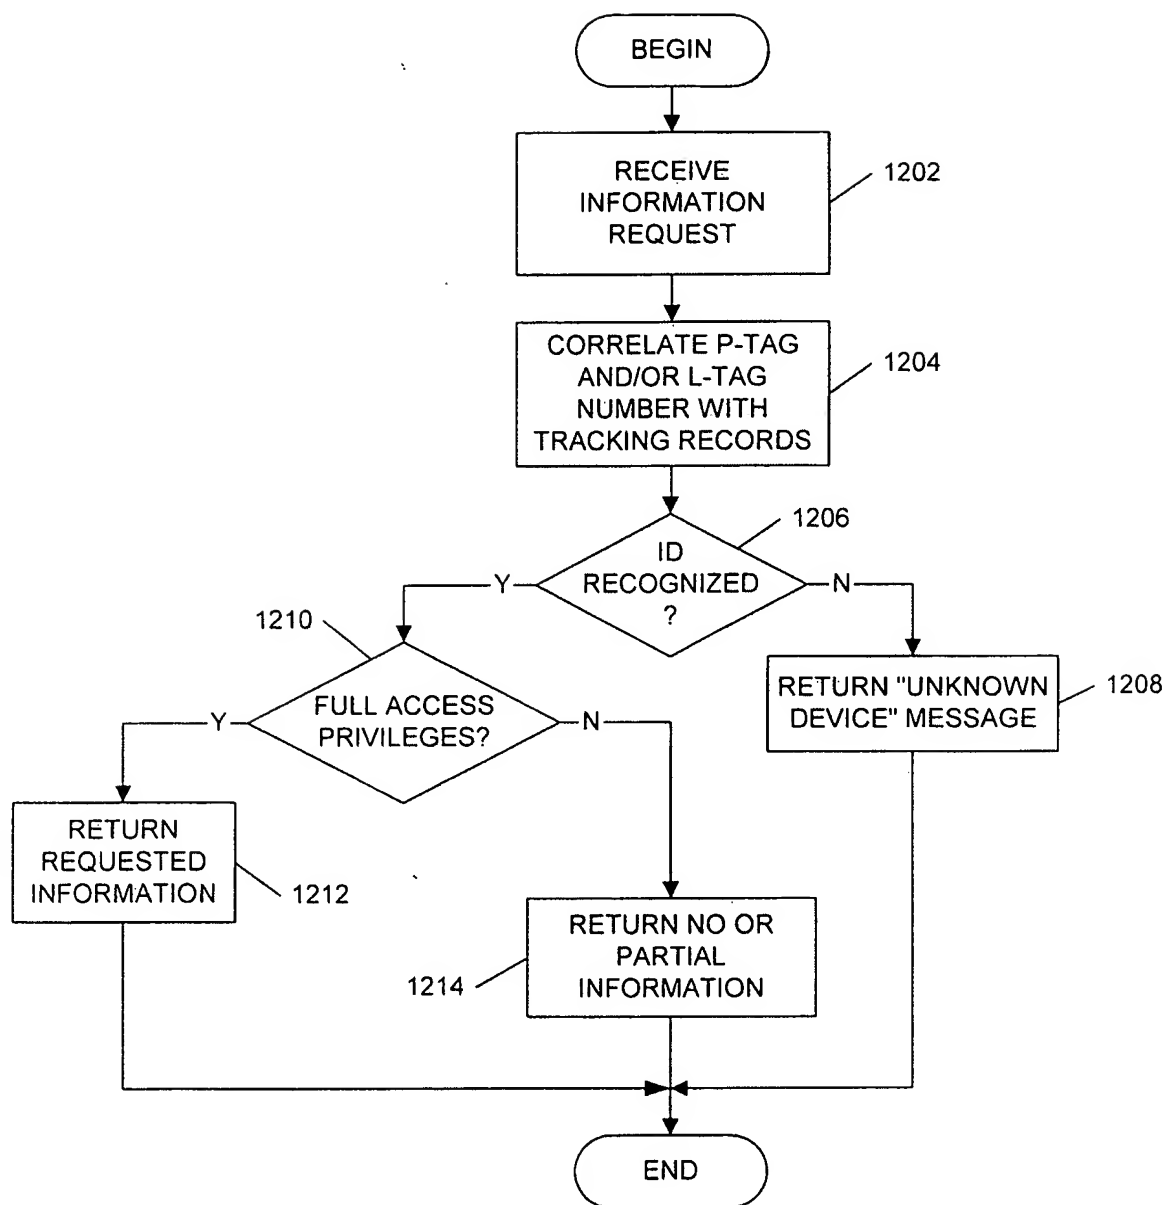 BEGIN
RECEIVE
INFORMATION
REQUEST
1202
CORRELATE P-TAG
AND/OR L-TAG
NUMBER WITH
TRACKING RECORDS
1204
ID
RECOGNIZED
?
1206
Y
N
1210
FULL ACCESS
PRIVILEGES?
Y
N
RETURN "UNKNOWN
DEVICE" MESSAGE
1208
RETURN
REQUESTED
INFORMATION
1212
RETURN NO OR
PARTIAL
INFORMATION
1214
END